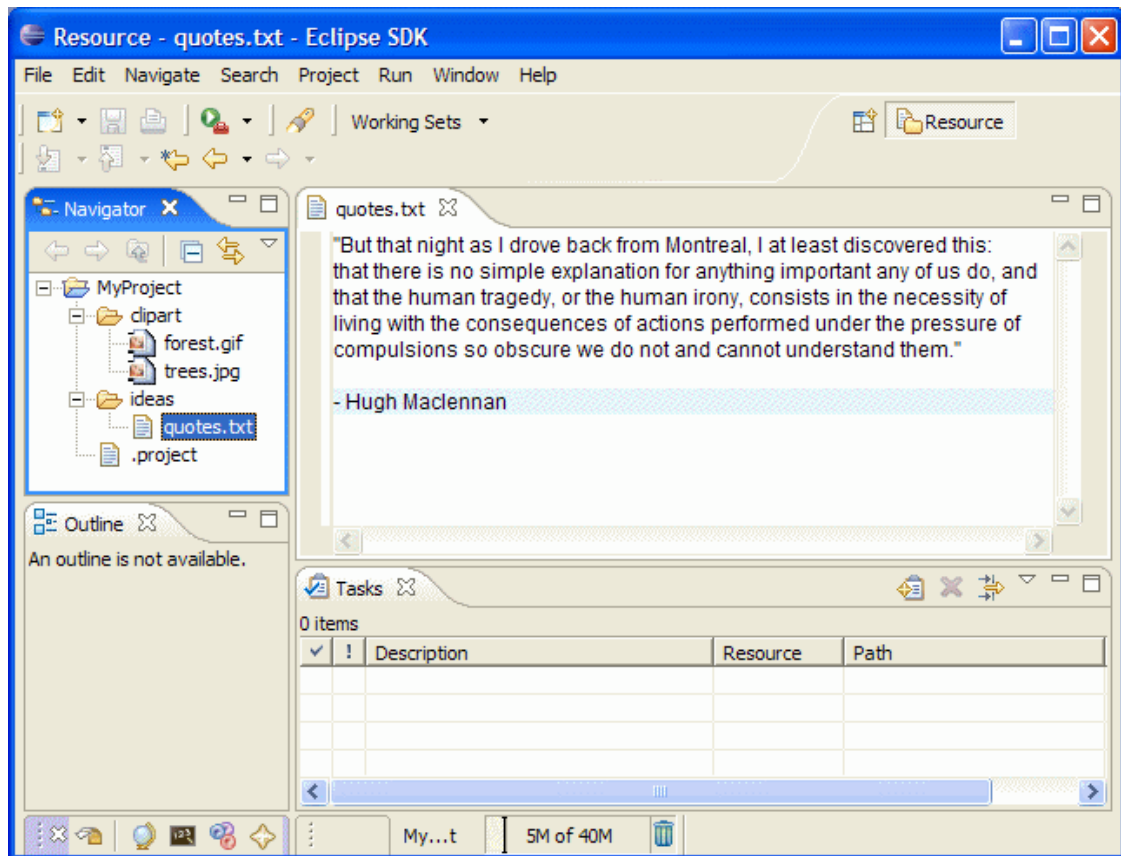 Resource - quotes.txt - Eclipse SDK
File Edit Navigate Search Project Run Window Help
Working Sets
Resource
Navigator
MyProject
clipart
forest.gif
trees.jpg
ideas
quotes.txt
.project
quotes.txt
"But that night as I drove back from Montreal, I at least discovered this:
that there is no simple explanation for anything important any of us do, and
that the human tragedy, or the human irony, consists in the necessity of
living with the consequences of actions performed under the pressure of
compulsions so obscure we do not and cannot understand them."
- Hugh Maclennan
Outline
An outline is not available.
Tasks
0 items
! Description Resource Path
My...t 5M of 40M